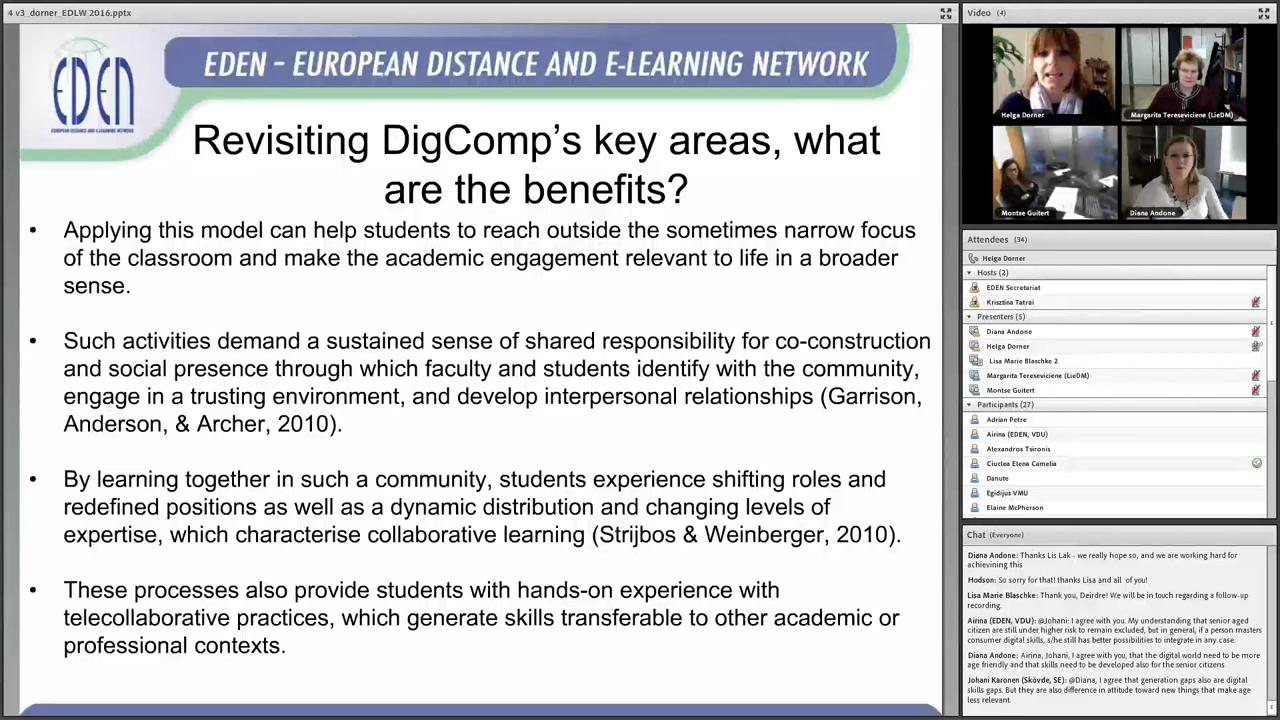 4 v3_dorner_EDLW 2016.pptx
EDEN
EUROPEAN DISTANCE AND E-LEARNING NETWORK
EDEN – EUROPEAN DISTANCE AND E-LEARNING NETWORK
Revisiting DigComp’s key areas, what
are the benefits?
• Applying this model can help students to reach outside the sometimes narrow focus
of the classroom and make the academic engagement relevant to life in a broader
sense.
• Such activities demand a sustained sense of shared responsibility for co-construction
and social presence through which faculty and students identify with the community,
engage in a trusting environment, and develop interpersonal relationships (Garrison,
Anderson, & Archer, 2010).
• By learning together in such a community, students experience shifting roles and
redefined positions as well as a dynamic distribution and changing levels of
expertise, which characterise collaborative learning (Strijbos & Weinberger, 2010).
• These processes also provide students with hands-on experience with
telecollaborative practices, which generate skills transferable to other academic or
professional contexts.
Video (4)
Helga Dorner
Margarita Tereseviciene (LieDM)
Montse Guitert
Diana Andone
Attendees (34)
Helga Dorner
Hosts (2)
EDEN Secretariat
Krisztina Tatrai
Presenters (5)
Diana Andone
Helga Dorner
Lisa Marie Blaschke 2
Margarita Tereseviciene (LieDM)
Montse Guitert
Participants (27)
Adrian Petre
Airina (EDEN, VDU)
Alexandros Tsironis
Ciuclea Elena Camelia
Danute
Egidijus VMU
Elaine McPherson
Chat (Everyone)
Diana Andone: Thanks Lis Lak - we really hope so, and we are working hard for
achievining this
Hodson: So sorry for that! thanks Lisa and all of you!
Lisa Marie Blaschke: Thank you, Deirdre! We will be in touch regarding a follow-up
recording.
Airina (EDEN, VDU): @Johani: I agree with you. My understanding that senior aged
citizen are still under higher risk to remain excluded, but in general, if a person masters
consumer digital skills, s/he still has better possibilities to integrate in any case.
Diana Andone: Airina, Johani, I agree with you, that the digital world need to be more
age friendly and that skills need to be developed also for the senior citizents
Johani Karonen (Skövde, SE): @Diana, I agree that generation gaps also are digital
skills gaps. But they are also difference in attitude toward new things that make age
less relevant.